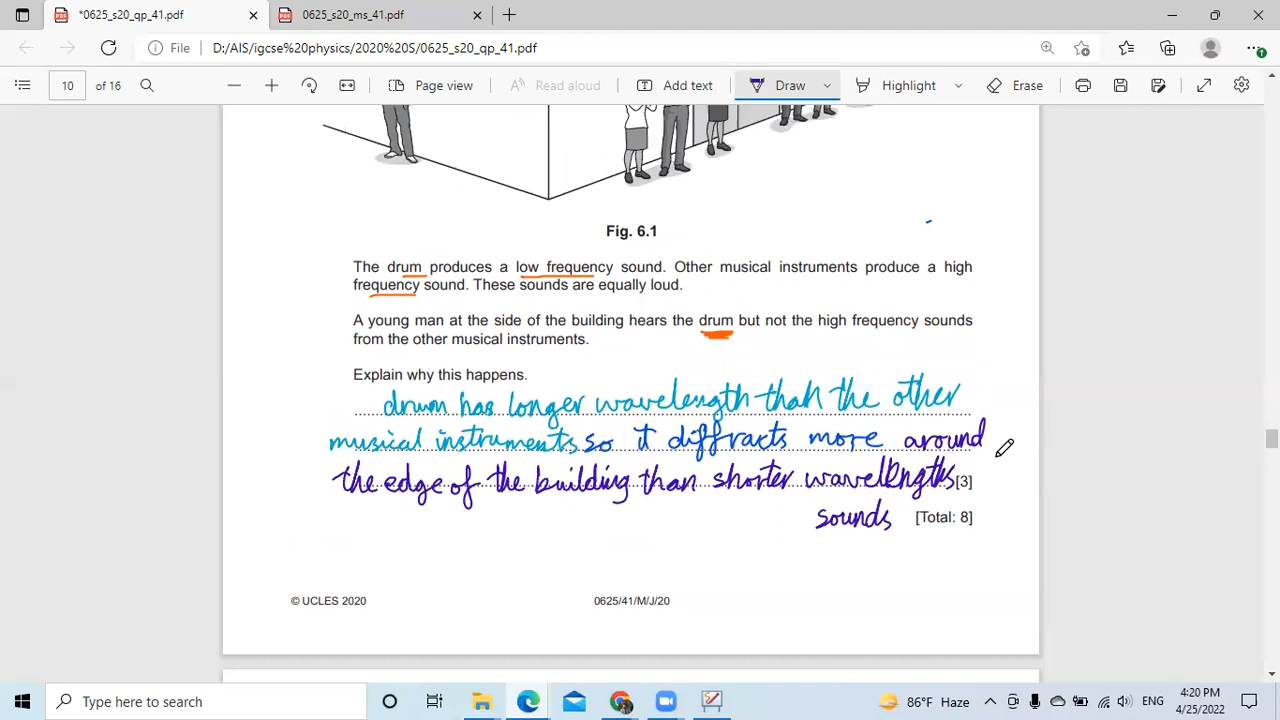 *0625_s20_qp_41.pdf
0625_s20_ms_41.pdf
File D:/AIS/igcse%20physics/2020%20S/0625_s20_qp_41.pdf
10 of 16
Page view
Read aloud
Add text
Draw
Highlight
Erase
Fig. 6.1
The drum produces a low frequency sound. Other musical instruments produce a high
frequency sound. These sounds are equally loud.
A young man at the side of the building hears the drum but not the high frequency sounds
from the other musical instruments.
Explain why this happens.
drum has longer wavelength than the other
musical instruments so it diffracts more around
the edge of the building than shorter wavelengths [3]
sounds [Total: 8]
© UCLES 2020 0625/41/M/J/20
Type here to search
86°F Haze
ENG
4:20 PM
4/25/2022